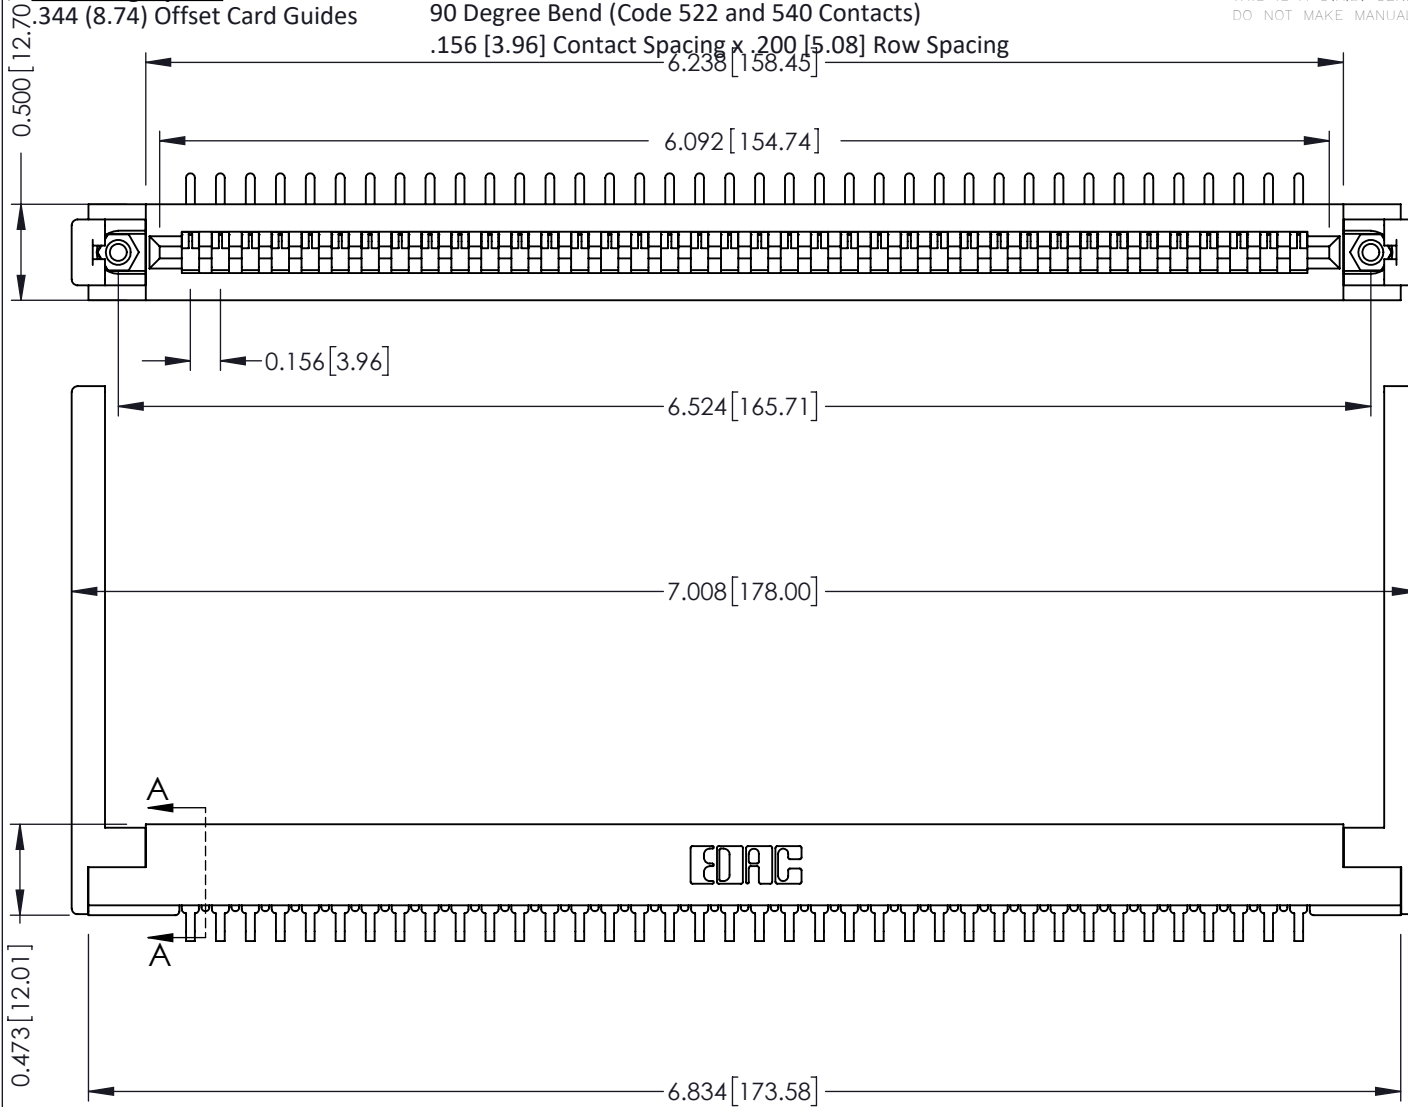 .344 (8.74) Offset Card Guides
90 Degree Bend (Code 522 and 540 Contacts)
DO NOT MAKE MANUAL
.156 [3.96] Contact Spacing x .200 [5.08] Row Spacing
0.500 [12.70
6.238[158.45]
6.092[154.74]
0.156[3.96]
6.524[165.71]
7.008[178.00]
A
EDAC
A
0.473[12.01]
6.834[173.58]